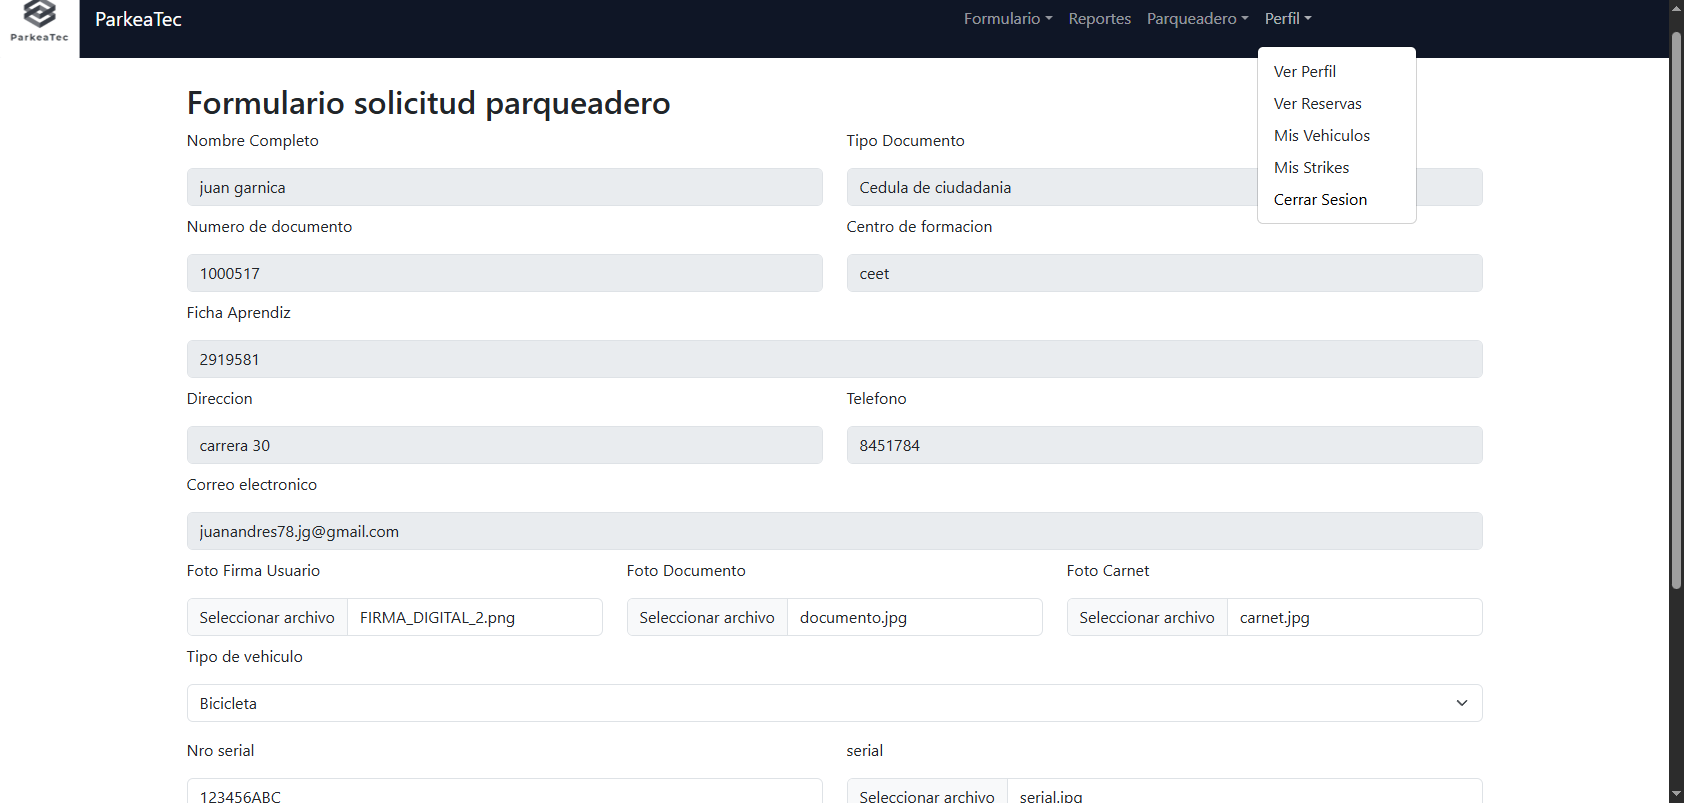 ParkeaTec
ParkeaTec
Formulario
Reportes
Parqueadero
Perfil
Ver Perfil
Ver Reservas
Mis Vehiculos
Mis Strikes
Cerrar Sesion
Formulario solicitud parqueadero
Nombre Completo
Tipo Documento
juan garnica
Cedula de ciudadania
Numero de documento
Centro de formacion
1000517
ceet
Ficha Aprendiz
2919581
Direccion
Telefono
carrera 30
8451784
Correo electronico
juanandres78.jg@gmail.com
Foto Firma Usuario
Foto Documento
Foto Carnet
Seleccionar archivo FIRMA_DIGITAL_2.png
Seleccionar archivo documento.jpg
Seleccionar archivo carnet.jpg
Tipo de vehiculo
Bicicleta
Nro serial
serial
123456ABC
Seleccionar archivo serial.jpg